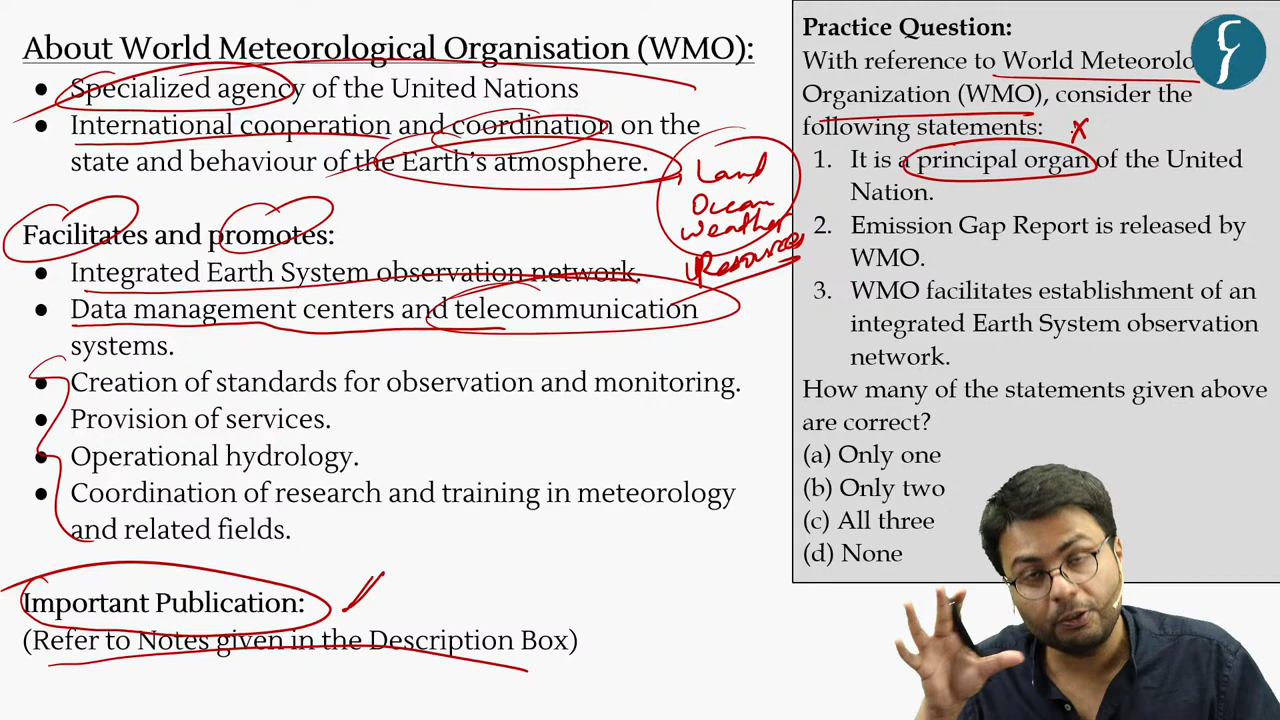 About World Meteorological Organisation (WMO):
● Specialized agency of the United Nations
● International cooperation and coordination on the
state and behaviour of the Earth's atmosphere.
Land
Ocean
Weather
Resources
Facilitates and promotes:
● Integrated Earth System observation network.
● Data management centers and telecommunication
systems.
● Creation of standards for observation and monitoring.
● Provision of services.
● Operational hydrology.
● Coordination of research and training in meteorology
and related fields.
Important Publication:
(Refer to Notes given in the Description Box)
Practice Question:
With reference to World Meteorolo
Organization (WMO), consider the
following statements:
x
1. It is a principal organ of the United
Nation.
2. Emission Gap Report is released by
WMO.
3. WMO facilitates establishment of an
integrated Earth System observation
network.
How many of the statements given above
are correct?
(a) Only one
(b) Only two
(c) All three
(d) None